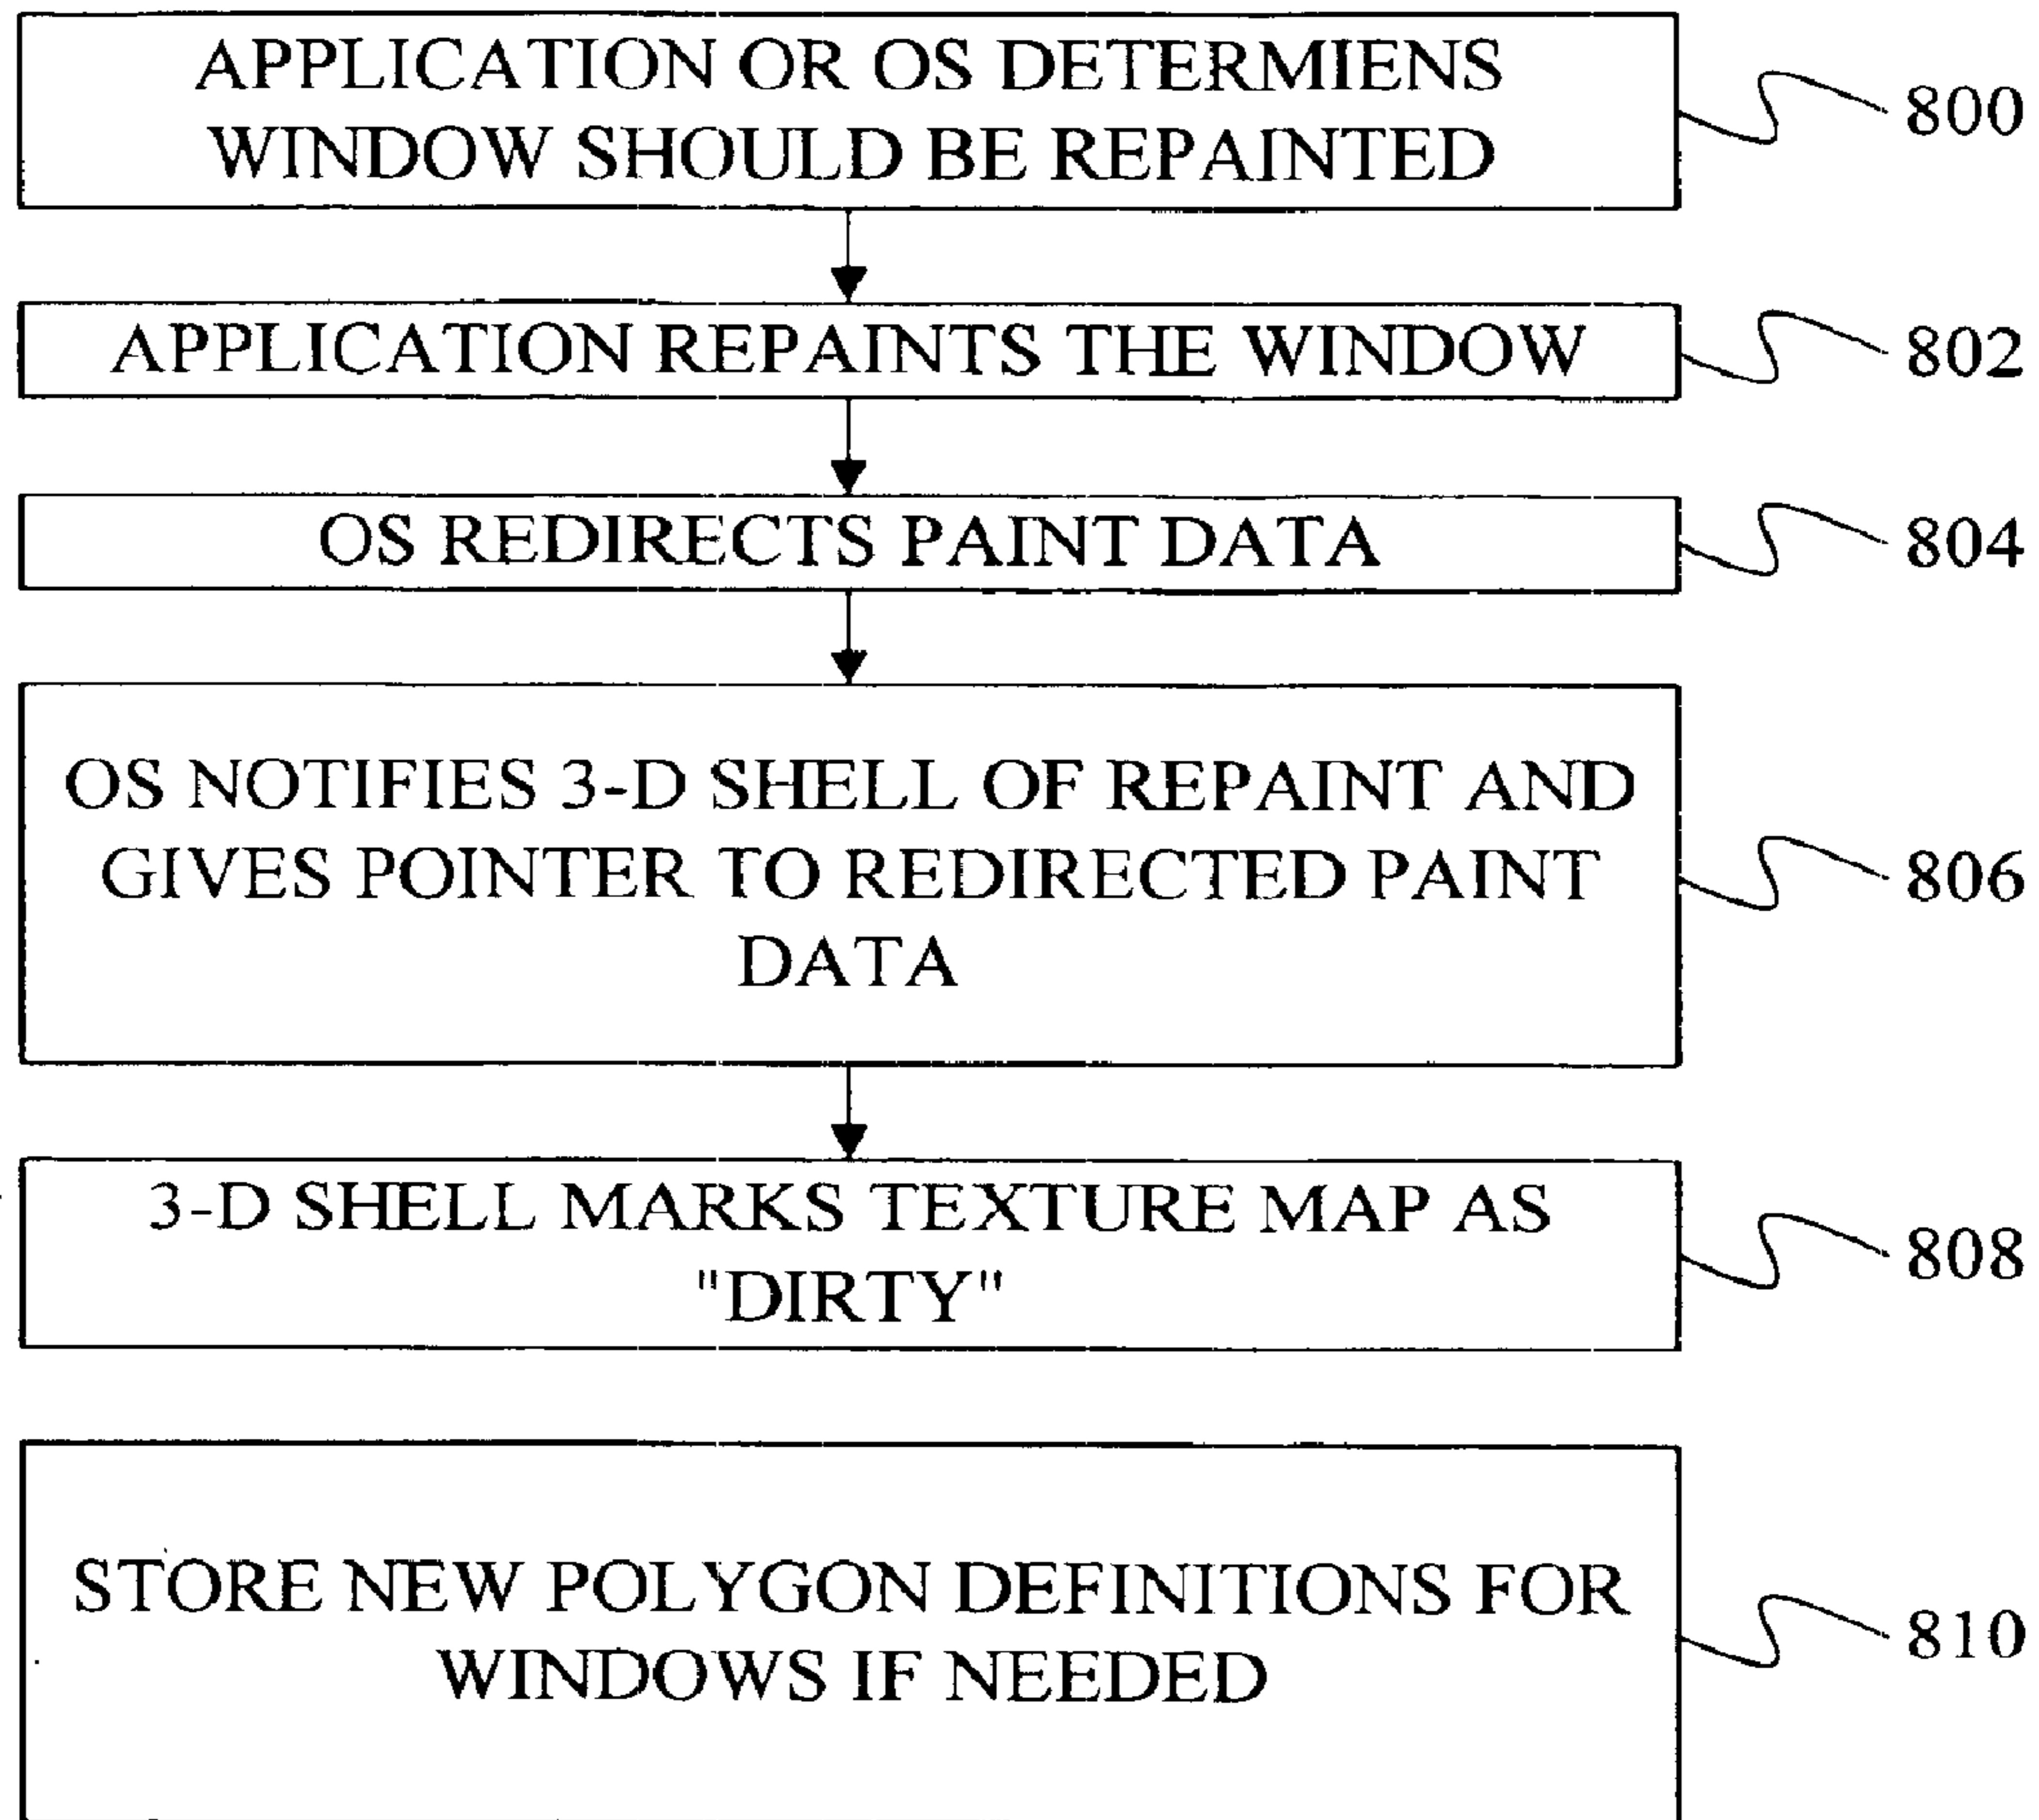 APPLICATION OR OS DETERMIENS
WINDOW SHOULD BE REPAINTED
800
APPLICATION REPAINTS THE WINDOW
802
OS REDIRECTS PAINT DATA
804
OS NOTIFIES 3-D SHELL OF REPAINT AND
GIVES POINTER TO REDIRECTED PAINT
DATA
806
3-D SHELL MARKS TEXTURE MAP AS
"DIRTY"
808
STORE NEW POLYGON DEFINITIONS FOR
WINDOWS IF NEEDED
810